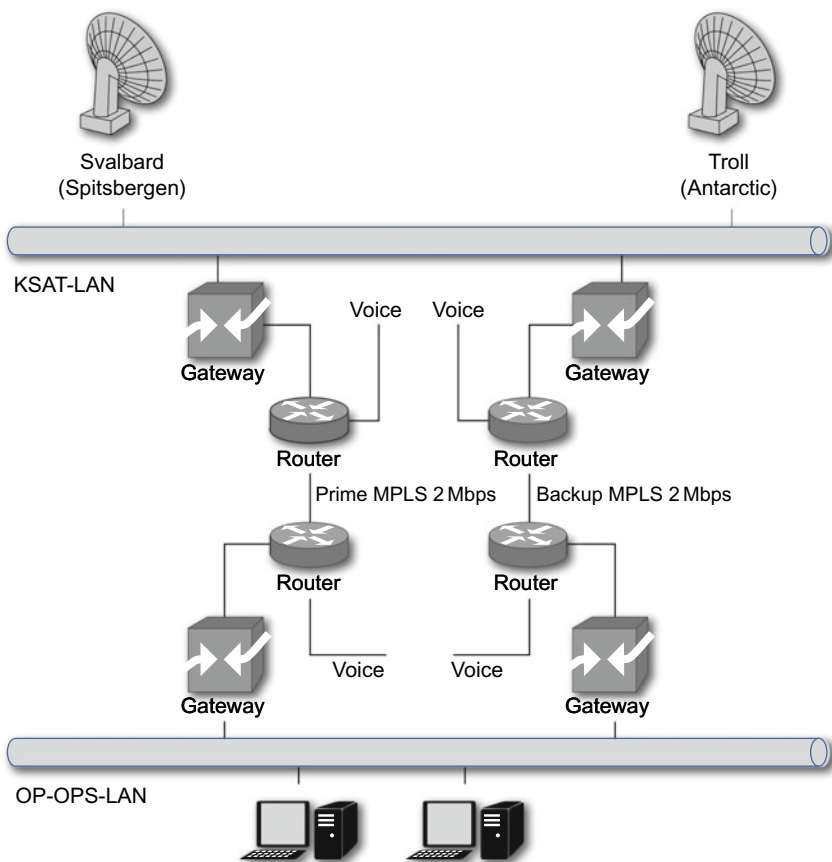 Svalbard
(Spitsbergen)
Troll
(Antarctic)
KSAT-LAN
Voice
Voice
Gateway
Gateway
Router
Router
Prime MPLS 2 Mbps
Backup MPLS 2 Mbps
Router
Router
Voice
Voice
Gateway
Gateway
OP-OPS-LAN